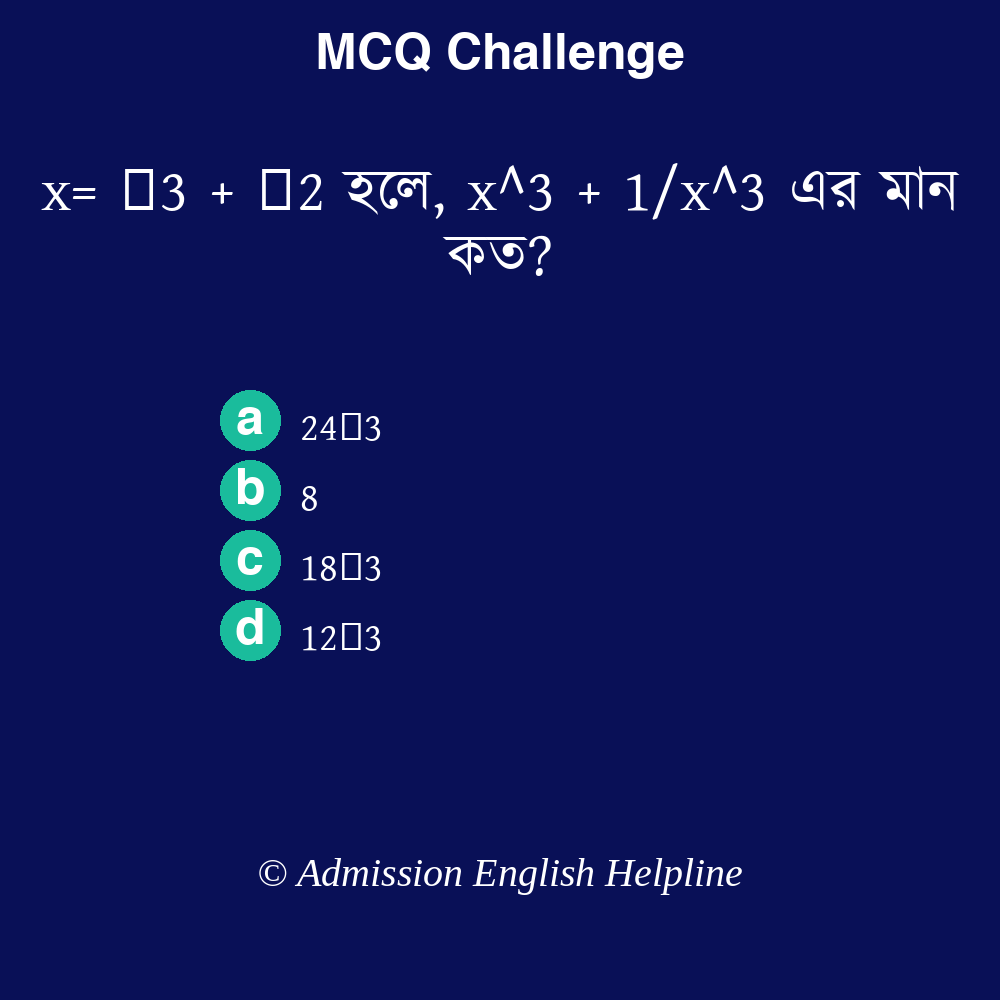 MCQ Challenge
x= ▯3 + ▯2 হলে, x^3 + 1/x^3 এর মান
কত?
a 24▯3
b 8
c 18▯3
d 12▯3
© Admission English Helpline